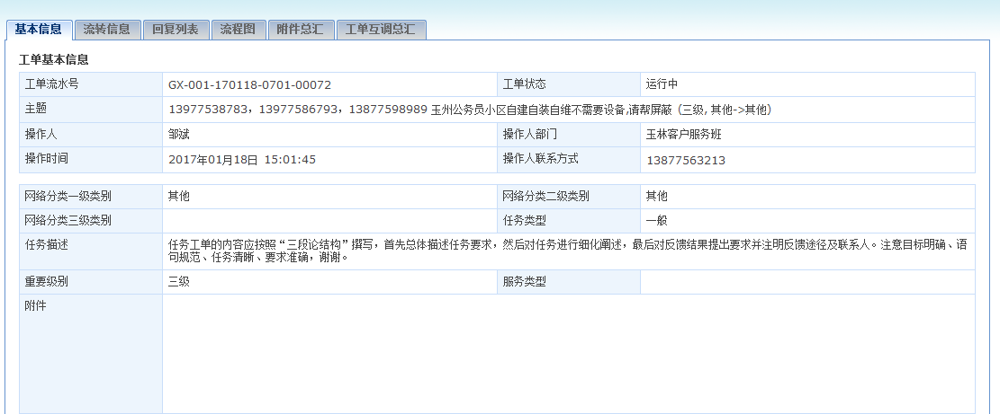 基本信息 流转信息 回复列表 流程图 附件总汇 工单互调总汇
工单基本信息
工单流水号 GX-001-170118-0701-00072 工单状态 运行中
主题 13977538783，13977586793，13877598989 玉州公务员小区自建自装自维不需要设备,请帮屏蔽（三级, 其他->其他）
操作人 邹斌 操作人部门 玉林客户服务班
操作时间 2017年01月18日 15:01:45 操作人联系方式 13877563213
网络分类一级类别 其他 网络分类二级类别 其他
网络分类三级类别 任务类型 一般
任务描述 任务工单的内容应按照“三段论结构”撰写，首先总体描述任务要求，然后对任务进行细化阐述，最后对反馈结果提出要求并注明反馈途径及联系人。注意目标明确、语
句规范、任务清晰、要求准确，谢谢。
重要级别 三级 服务类型
附件